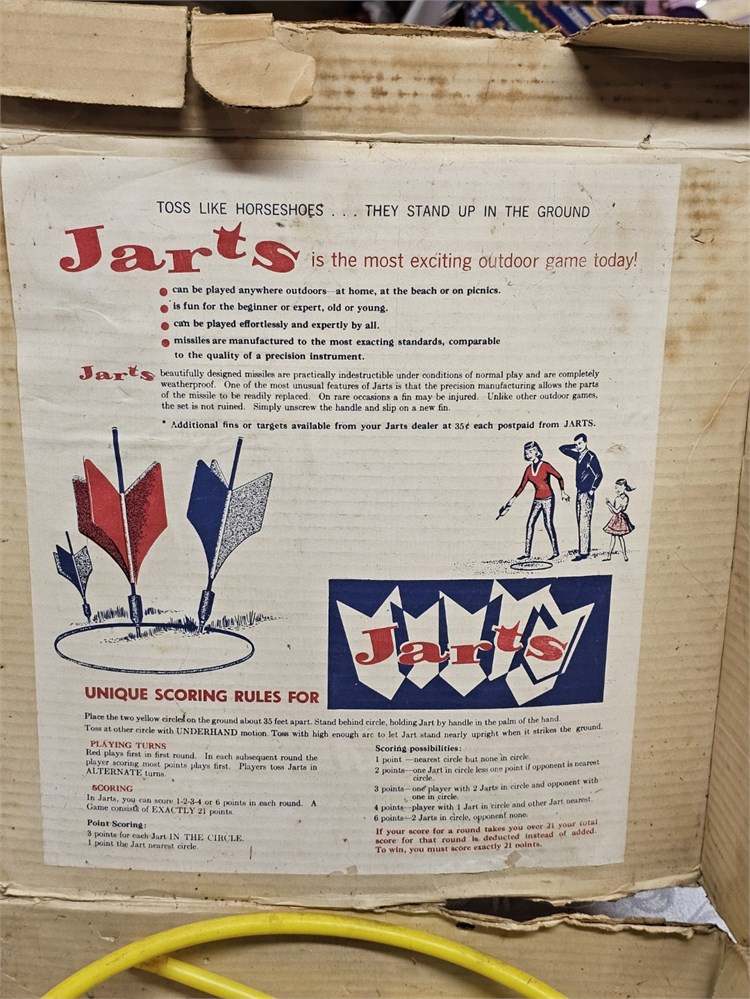 TOSS LIKE HORSESHOES . . . THEY STAND UP IN THE GROUND
Jarts is the most exciting outdoor game today!
can be played anywhere outdoors—at home, at the beach or on picnics.
is fun for the beginner or expert, old or young.
can be played effortlessly and expertly by all.
missiles are manufactured to the most exacting standards, comparable
to the quality of a precision instrument.
Jarts beautifully designed missiles are practically indestructible under conditions of normal play and are completely
weatherproof. One of the most unusual features of Jarts is that the precision manufacturing allows the parts
of the missile to be readily replaced. On rare occasions a fin may be injured. Unlike other outdoor games,
the set is not ruined. Simply unscrew the handle and slip on a new fin.
* Additional fins or targets available from your Jarts dealer at 35¢ each postpaid from JARTS.
Jarts
UNIQUE SCORING RULES FOR
Place the two yellow circles on the ground about 35 feet apart. Stand behind circle, holding Jart by handle in the palm of the hand.
Toss at other circle with UNDERHAND motion. Toss with high enough arc to let Jart stand nearly upright when it strikes the ground.
PLAYING TURNS
Red plays first in first round. In each subsequent round the
player scoring most points plays first. Players toss Jarts in
ALTERNATE turns.
SCORING
In Jarts, you can score 1-2-3-4 or 6 points in each round. A
Game consists of EXACTLY 21 points.
Point Scoring:
3 points for each Jart IN THE CIRCLE.
1 point the Jart nearest circle.
Scoring possibilities:
1 point—nearest circle but none in circle.
2 points—one Jart in circle less one point if opponent is nearest
circle.
3 points—one player with 2 Jarts in circle and opponent with
one in circle.
4 points—player with 1 Jart in circle and other Jart nearest.
6 points—2 Jarts in circle, opponent none.
If your score for a round takes you over 21 your total
score for that round is deducted instead of added.
To win, you must score exactly 21 points.